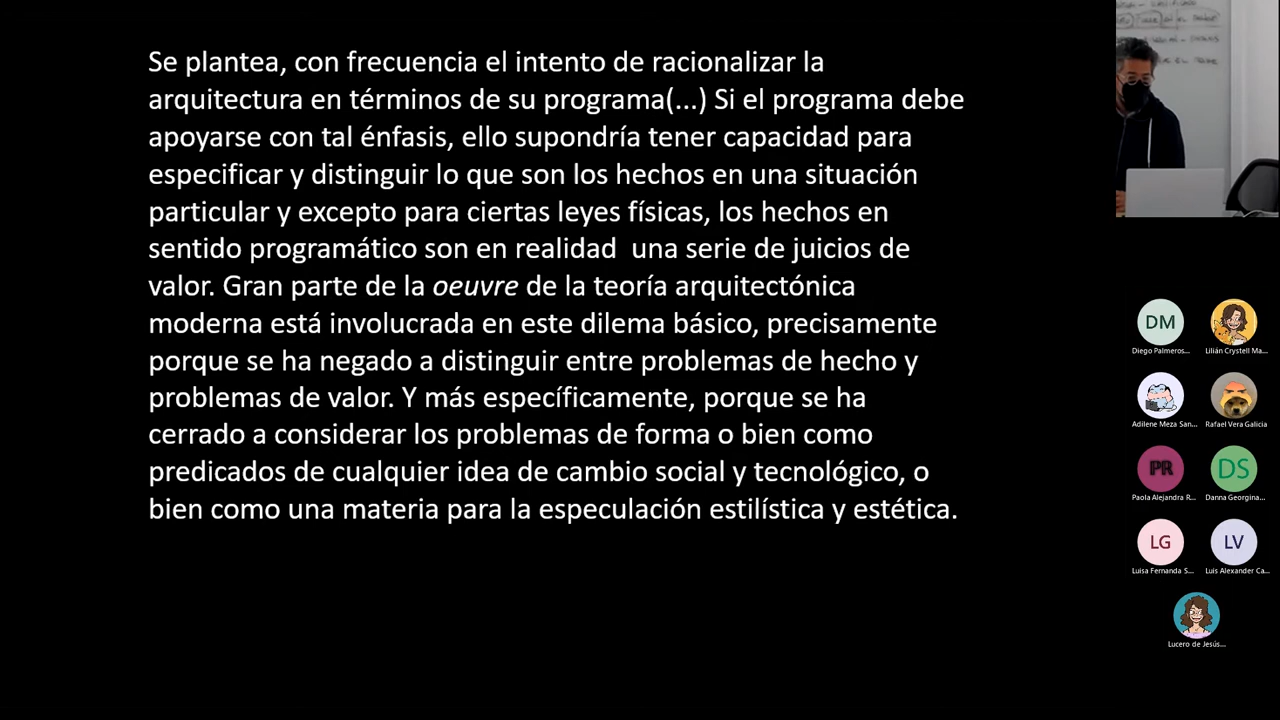 Se plantea, con frecuencia el intento de racionalizar la
arquitectura en términos de su programa(...) Si el programa debe
apoyarse con tal énfasis, ello supondría tener capacidad para
especificar y distinguir lo que son los hechos en una situación
particular y excepto para ciertas leyes físicas, los hechos en
sentido programático son en realidad  una serie de juicios de
valor. Gran parte de la oeuvre de la teoría arquitectónica
moderna está involucrada en este dilema básico, precisamente
porque se ha negado a distinguir entre problemas de hecho y
problemas de valor. Y más específicamente, porque se ha
cerrado a considerar los problemas de forma o bien como
predicados de cualquier idea de cambio social y tecnológico, o
bien como una materia para la especulación estilística y estética.
DM
Diego Palmeros...
Lilián Crystell Ma...
Adilene Meza San...
Rafael Vera Galicia
PR
Paola Alejandra R...
DS
Danna Georgina...
LG
Luisa Fernanda S...
LV
Luis Alexander Ca...
Lucero de Jesús...